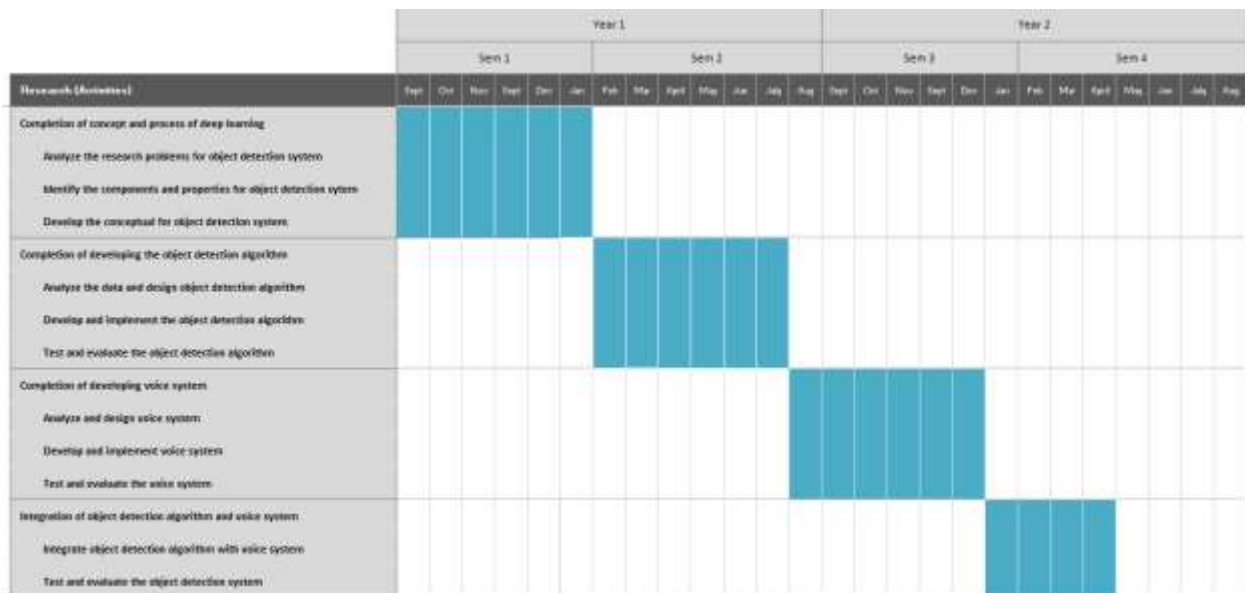 Year 1 Year 2
Sem 1 Sem 2 Sem 3 Sem 4
Research (Activities) Sept Oct Nov Sept Dec Jan Feb Mar April May Jun July Aug Sept Oct Nov Sept Dec Jan Feb Mar April May Jun July Aug
Completion of concept and process of deep learning
Analyze the research problems for object detection system
Identify the components and properties for object detection sytem
Develop the conceptual for object detection system
Completion of developing the object detection algorithm
Analyze the data and design object detection algorithm
Develop and implement the object detection algorithm
Test and evaluate the object detection algorithm
Completion of developing voice system
Analyze and design voice system
Develop and implement voice system
Test and evaluate the voice system
Integration of object detection algorithm and voice system
Integrate object detection algorithm with voice system
Test and evaluate the object detection system